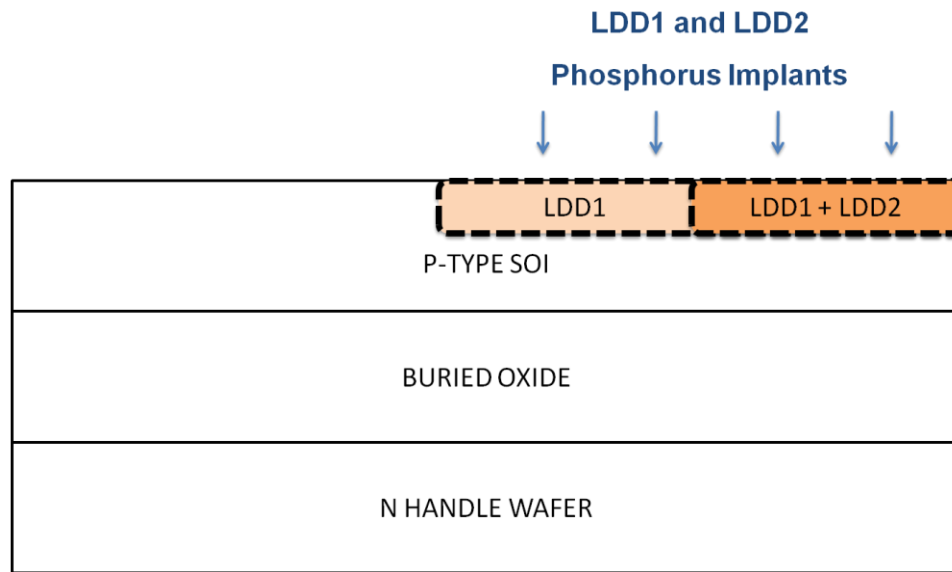 LDD1 and LDD2
Phosphorus Implants
LDD1
LDD1 + LDD2
P-TYPE SOI
BURIED OXIDE
N HANDLE WAFER